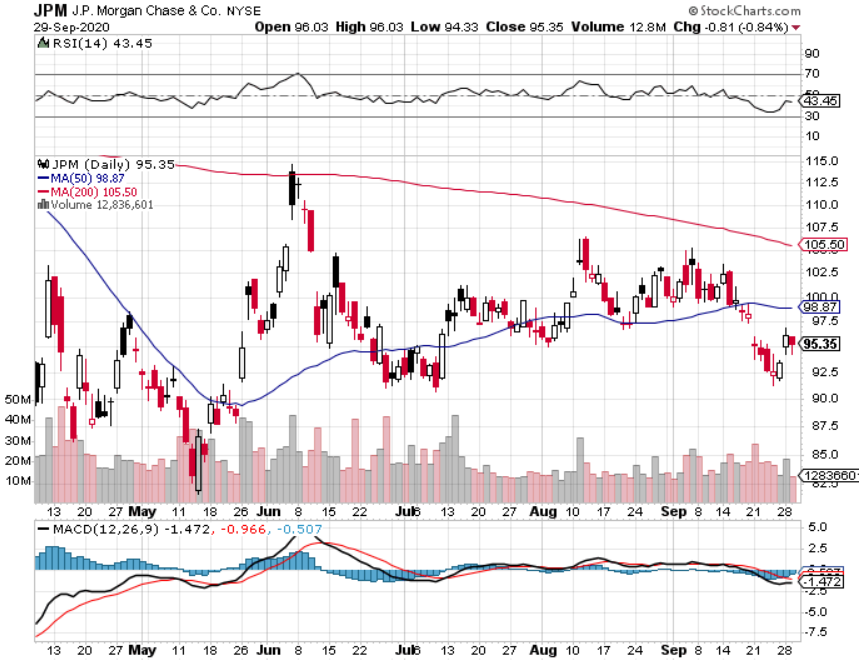 JPM J.P. Morgan Chase & Co. NYSE
© StockCharts.com
29-Sep-2020
Open 96.03 High 96.03 Low 94.33 Close 95.35 Volume 12.8M Chg -0.81 (-0.84%)
RSI(14) 43.45
90
70
43.45
30
10
JPM (Daily) 95.35
MA(50) 98.87
MA(200) 105.50
Volume 12,836,601
115.0
112.5
110.0
107.5
105.50
102.5
100.0
98.87
97.5
95.35
92.5
90.0
87.5
85.0
82.5
50M
40M
30M
20M
10M
13 20 27 May 11 18 26 Jun 8 15 22 Jul 6 13 20 27 Aug 10 17 24 Sep 8 14 21 28
MACD(12,26,9) -1.472, -0.966, -0.507
5.0
2.5
-1.472
-5.0
-7.5
13 20 27 May 11 18 26 Jun 8 15 22 Jul 6 13 20 27 Aug 10 17 24 Sep 8 14 21 28